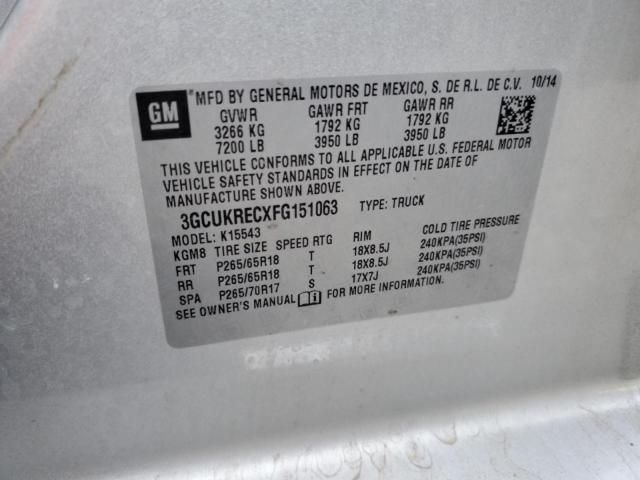 GM
*MFD BY GENERAL MOTORS DE MEXICO, S. DE R.L. DE C.V. 10/14
GVWR GAWR FRT GAWR RR
3266 KG 1792 KG 1792 KG
7200 LB 3950 LB 3950 LB
THIS VEHICLE CONFORMS TO ALL APPLICABLE U.S. FEDERAL MOTOR
VEHICLE SAFETY STANDARDS IN EFFECT ON THE DATE OF
MANUFACTURE SHOWN ABOVE.
3GCUKRECXFG151063 TYPE: TRUCK
MODEL: K15543
KGM8 TIRE SIZE SPEED RTG RIM COLD TIRE PRESSURE
FRT P265/65R18 T 18X8.5J 240KPA(35PSI)
RR P265/65R18 T 18X8.5J 240KPA(35PSI)
SPA P265/70R17 S 17X7J 240KPA(35PSI)
SEE OWNER'S MANUAL i FOR MORE INFORMATION.